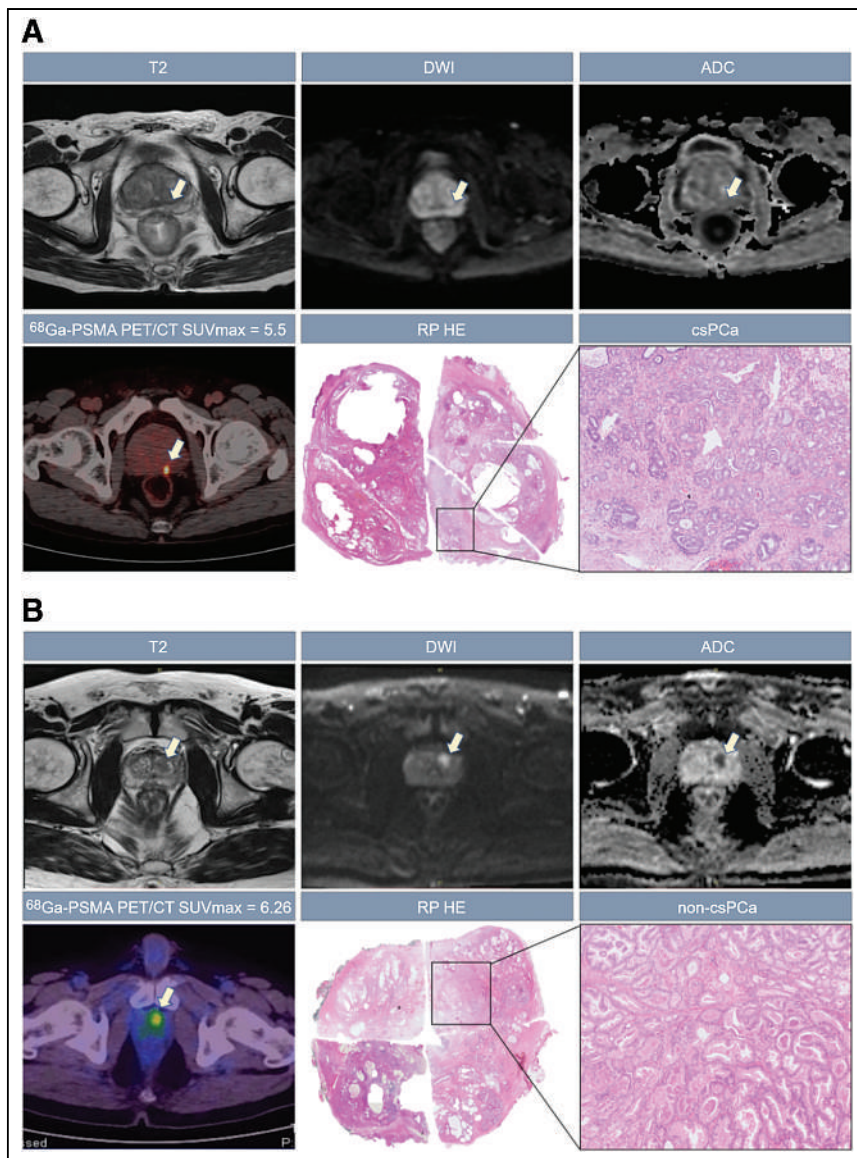 A
T2 DWI ADC
⁶⁸Ga-PSMA PET/CT SUVmax = 5.5 RP HE csPCa
B
T2 DWI ADC
⁶⁸Ga-PSMA PET/CT SUVmax = 6.26 RP HE non-csPCa
ssed P: